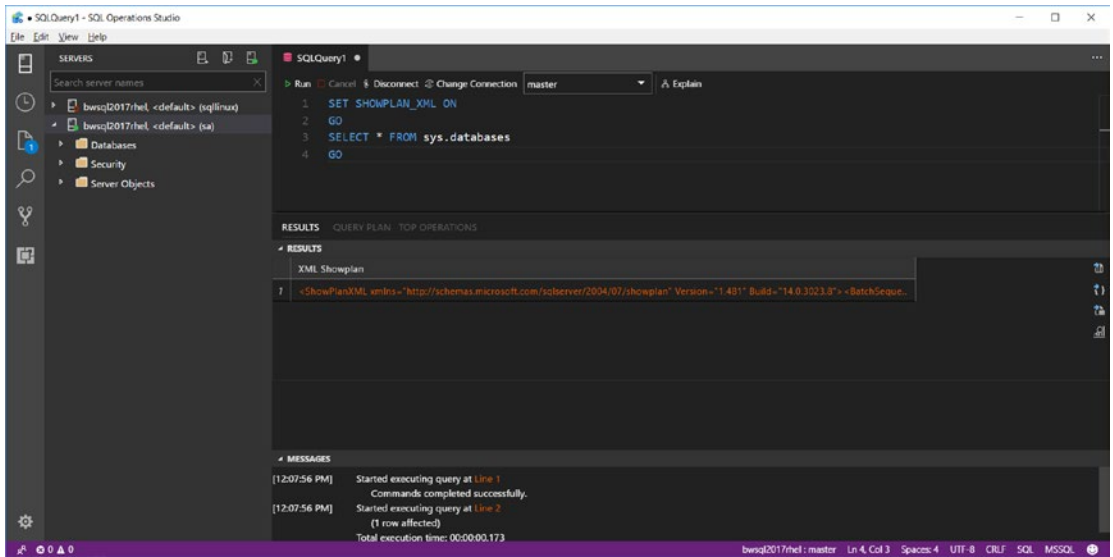 ● SQLQuery1 - SQL Operations Studio
File Edit View Help
SERVERS
Search server names
bwsql2017rhel, <default> (sqllinux)
bwsql2017rhel, <default> (sa)
Databases
Security
Server Objects
1
SQLQuery1 ●
Run Cancel Disconnect Change Connection master Explain
1 SET SHOWPLAN_XML ON
2 GO
3 SELECT * FROM sys.databases
4 GO
RESULTS QUERY PLAN TOP OPERATIONS
RESULTS
XML Showplan
1 <ShowPlanXML xmlns="http://schemas.microsoft.com/sqlserver/2004/07/showplan" Version="1.481" Build="14.0.3023.8"> <BatchSeque..
MESSAGES
[12:07:56 PM] Started executing query at Line 1
Commands completed successfully.
[12:07:56 PM] Started executing query at Line 2
(1 row affected)
Total execution time: 00:00:00.173
0 0 bwsql2017rhel : master Ln 4, Col 3 Spaces: 4 UTF-8 CRLF SQL MSSQL